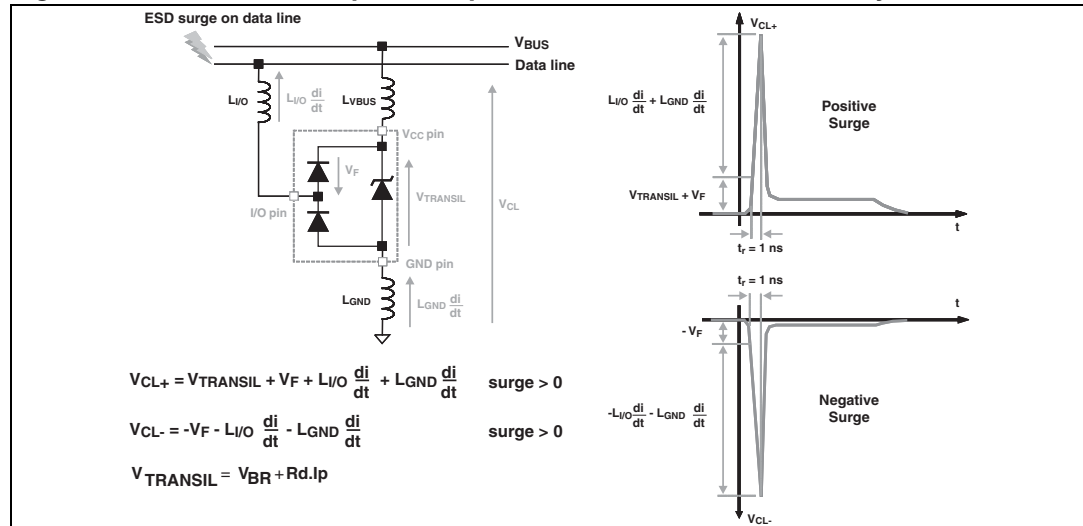 ESD surge on data line
VBUS
Data line
LI/O
LI/O di/dt
LVBUS
VCC pin
VF
VTRANSIL
VCL
I/O pin
GND pin
LGND
LGND di/dt
VCL+ = VTRANSIL + VF + LI/O di/dt + LGND di/dt surge > 0
VCL- = -VF - LI/O di/dt - LGND di/dt surge > 0
VTRANSIL = VBR + Rd.Ip
VCL+
LI/O di/dt + LGND di/dt
Positive
Surge
VTRANSIL + VF
t
tr = 1 ns
tr = 1 ns
t
- VF
-LI/O di/dt - LGND di/dt
Negative
Surge
VCL-